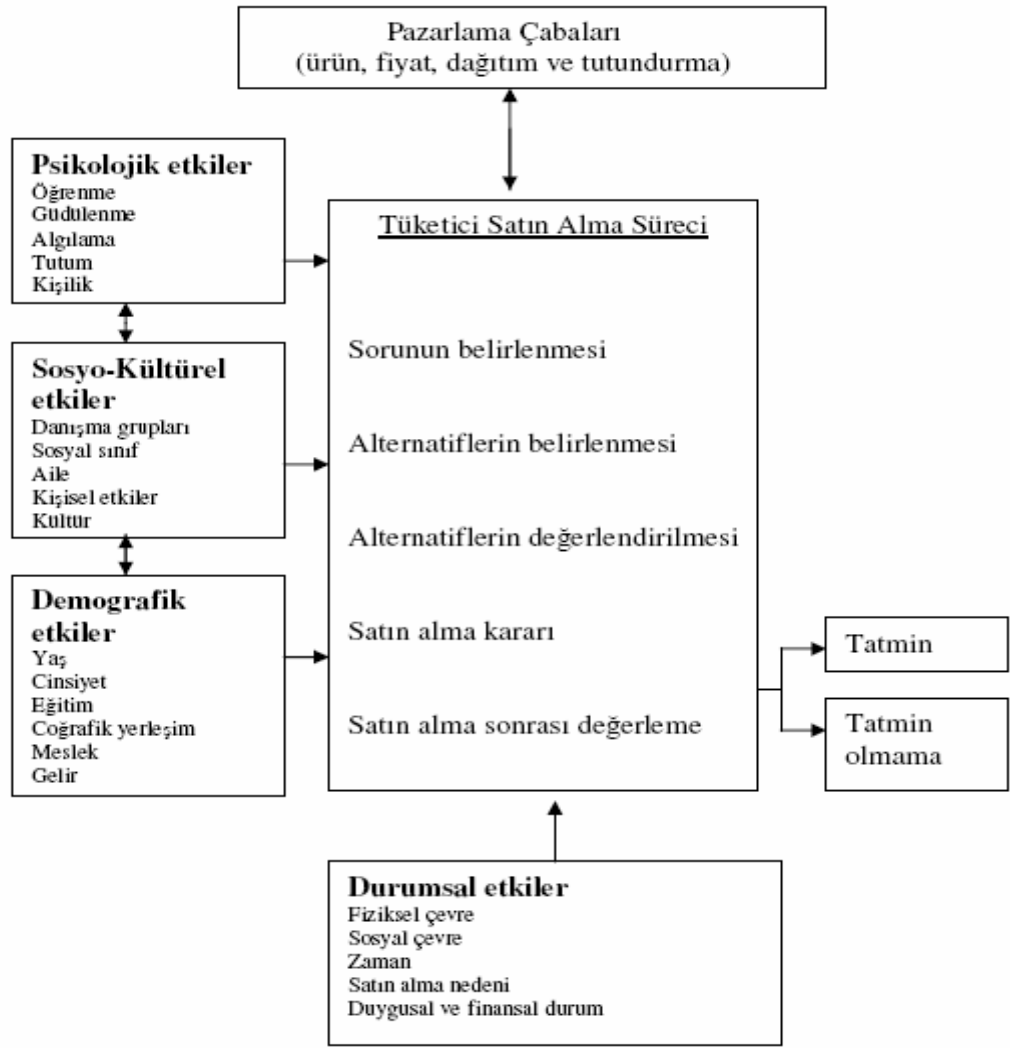 Pazarlama Çabaları
(ürün, fiyat, dağıtım ve tutundurma)
Psikolojik etkiler
Öğrenme
Güdülenme
Algılama
Tutum
Kişilik
Sosyo-Kültürel
etkiler
Danışma grupları
Sosyal sınıf
Aile
Kişisel etkiler
Kültür
Demografik
etkiler
Yaş
Cinsiyet
Eğitim
Coğrafik yerleşim
Meslek
Gelir
Tüketici Satın Alma Süreci
Sorunun belirlenmesi
Alternatiflerin belirlenmesi
Alternatiflerin değerlendirilmesi
Satın alma kararı
Satın alma sonrası değerleme
Tatmin
Tatmin
olmama
Durumsal etkiler
Fiziksel çevre
Sosyal çevre
Zaman
Satın alma nedeni
Duygusal ve finansal durum